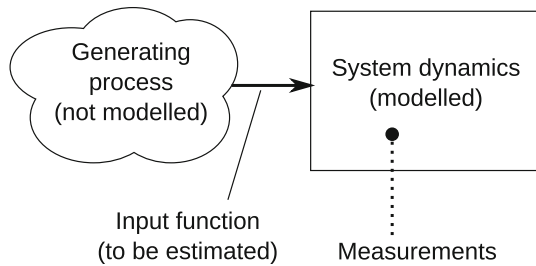 Generating
process
(not modelled)
System dynamics
(modelled)
Input function
(to be estimated)
Measurements